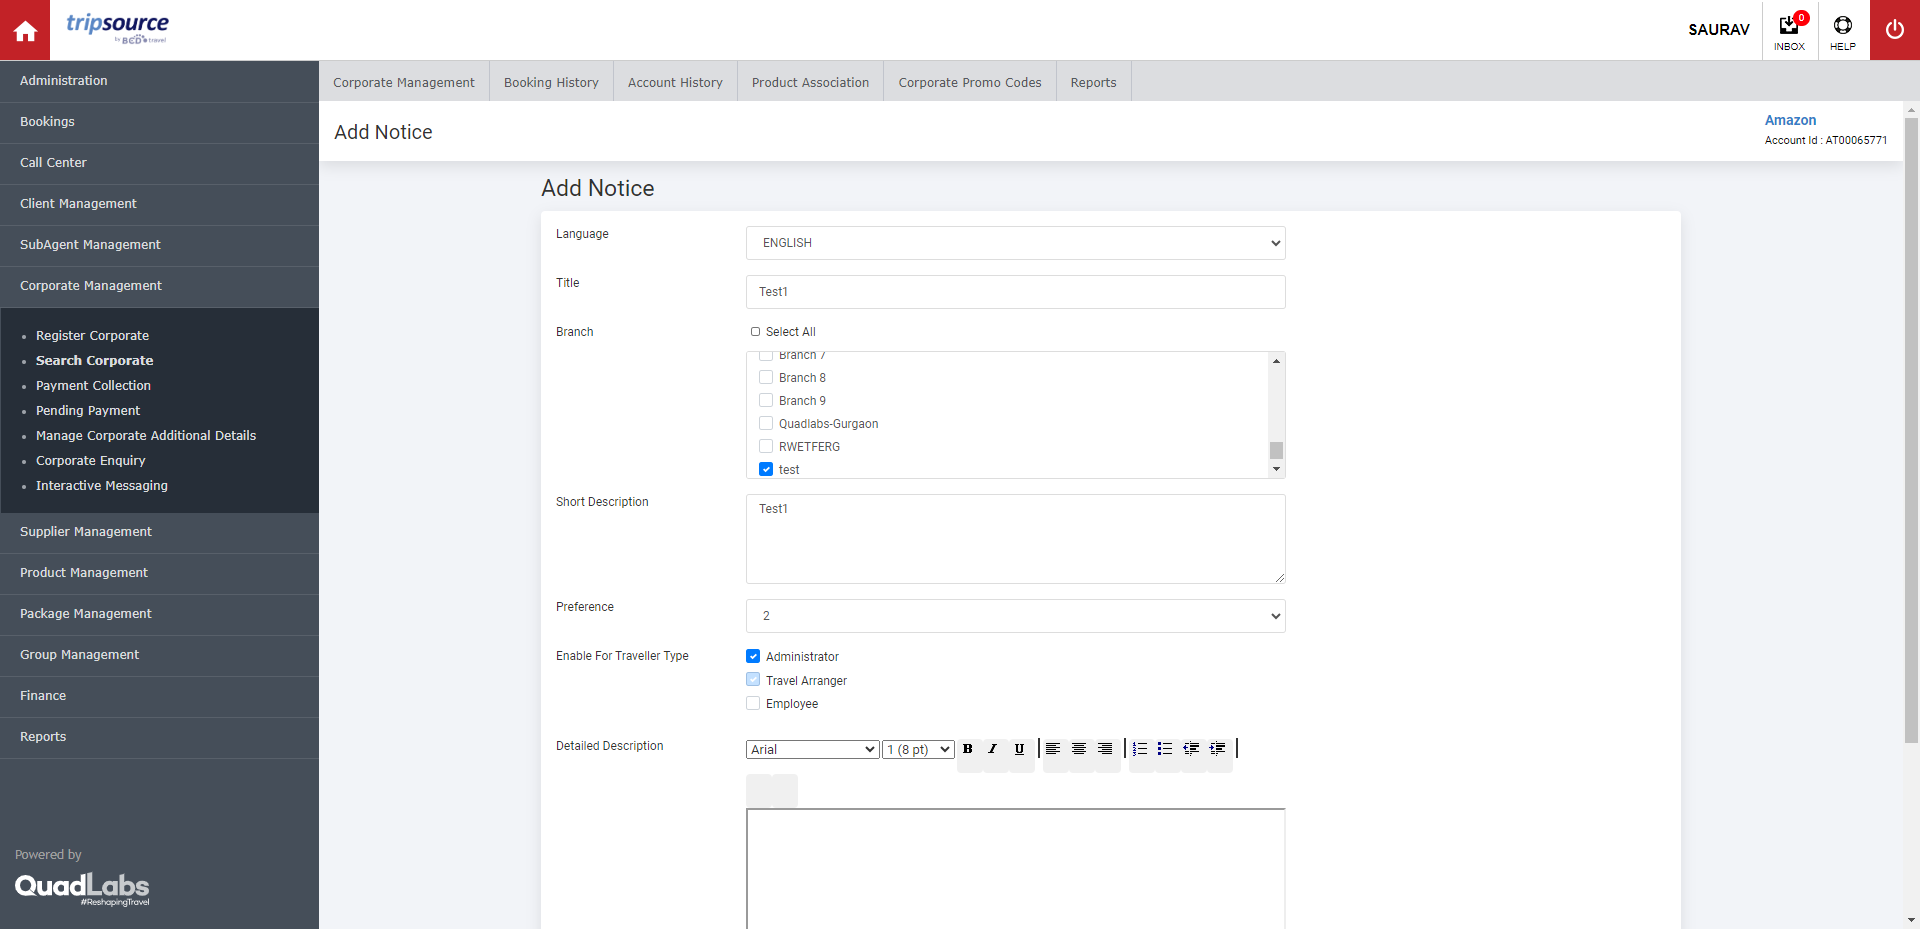 tripsource
by BCD travel
SAURAV
0
INBOX
HELP
Administration
Bookings
Call Center
Client Management
SubAgent Management
Corporate Management
Register Corporate
Search Corporate
Payment Collection
Pending Payment
Manage Corporate Additional Details
Corporate Enquiry
Interactive Messaging
Supplier Management
Product Management
Package Management
Group Management
Finance
Reports
Powered by
QuadLabs
#ReshapingTravel
Corporate Management
Booking History
Account History
Product Association
Corporate Promo Codes
Reports
Add Notice
Amazon
Account Id : AT00065771
Add Notice
Language
ENGLISH
Title
Test1
Branch
Select All
Branch 7
Branch 8
Branch 9
Quadlabs-Gurgaon
RWETFERG
test
Short Description
Test1
Preference
2
Enable For Traveller Type
Administrator
Travel Arranger
Employee
Detailed Description
Arial
1 (8 pt)
B I U